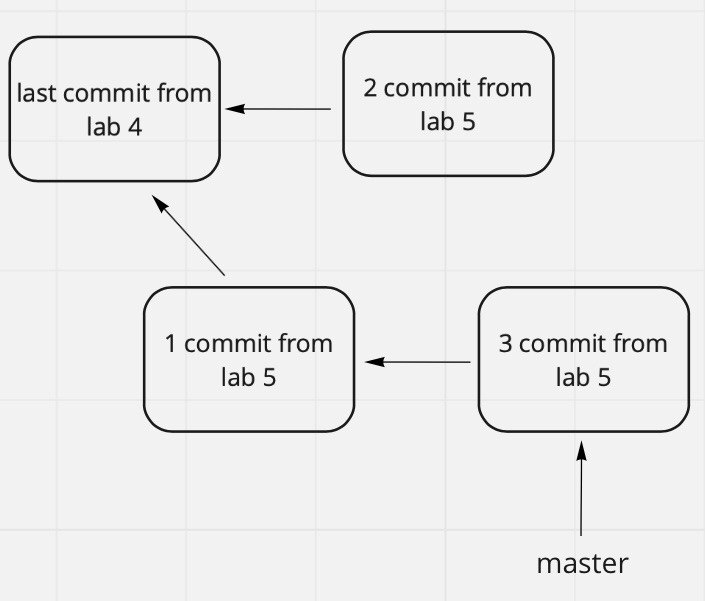 last commit from
lab 4
2 commit from
lab 5
1 commit from
lab 5
3 commit from
lab 5
master